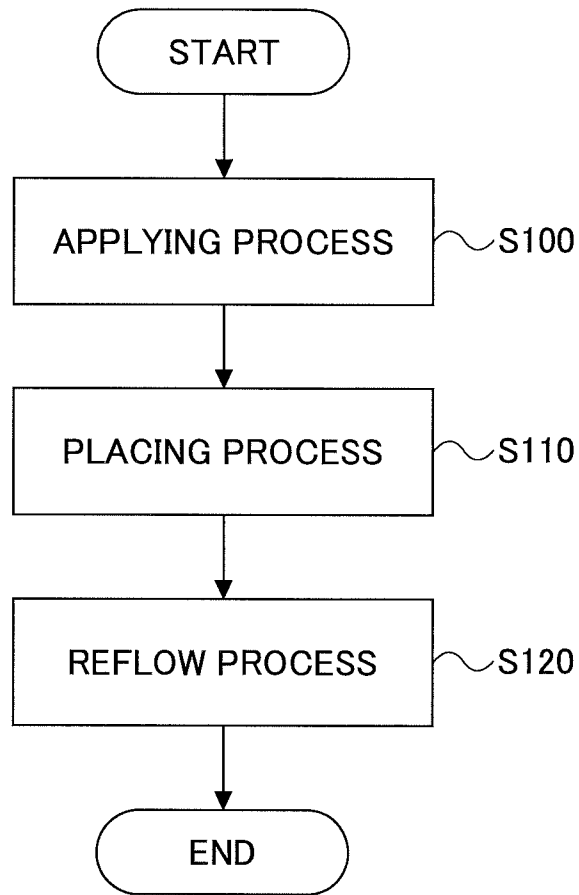 START
APPLYING PROCESS
S100
PLACING PROCESS
S110
REFLOW PROCESS
S120
END